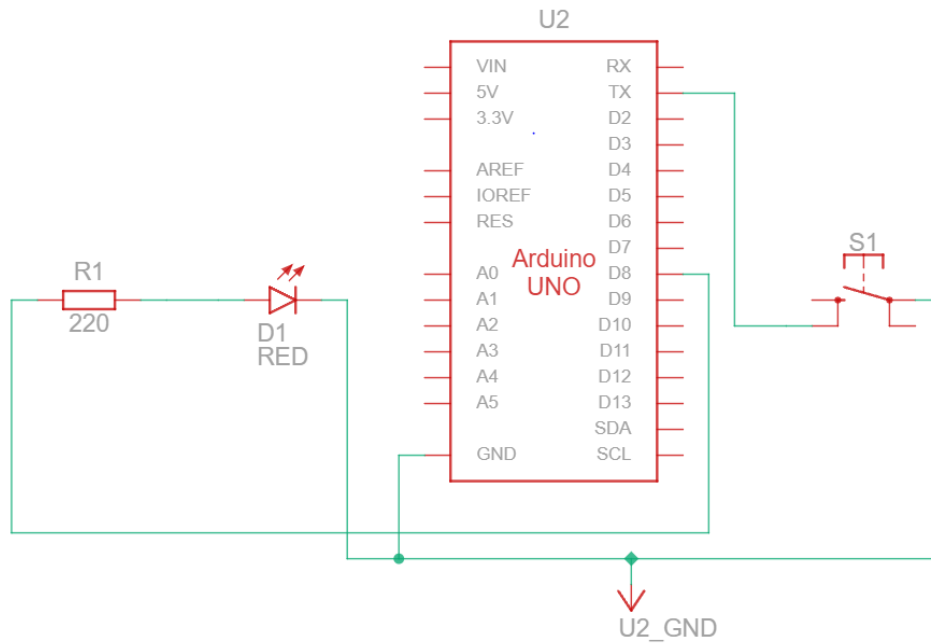 U2
VIN
5V
3.3V
AREF
IOREF
RES
A0
A1
A2
A3
A4
A5
GND
RX
TX
D2
D3
D4
D5
D6
D7
D8
D9
D10
D11
D12
D13
SDA
SCL
Arduino
UNO
R1
220
D1
RED
S1
U2_GND